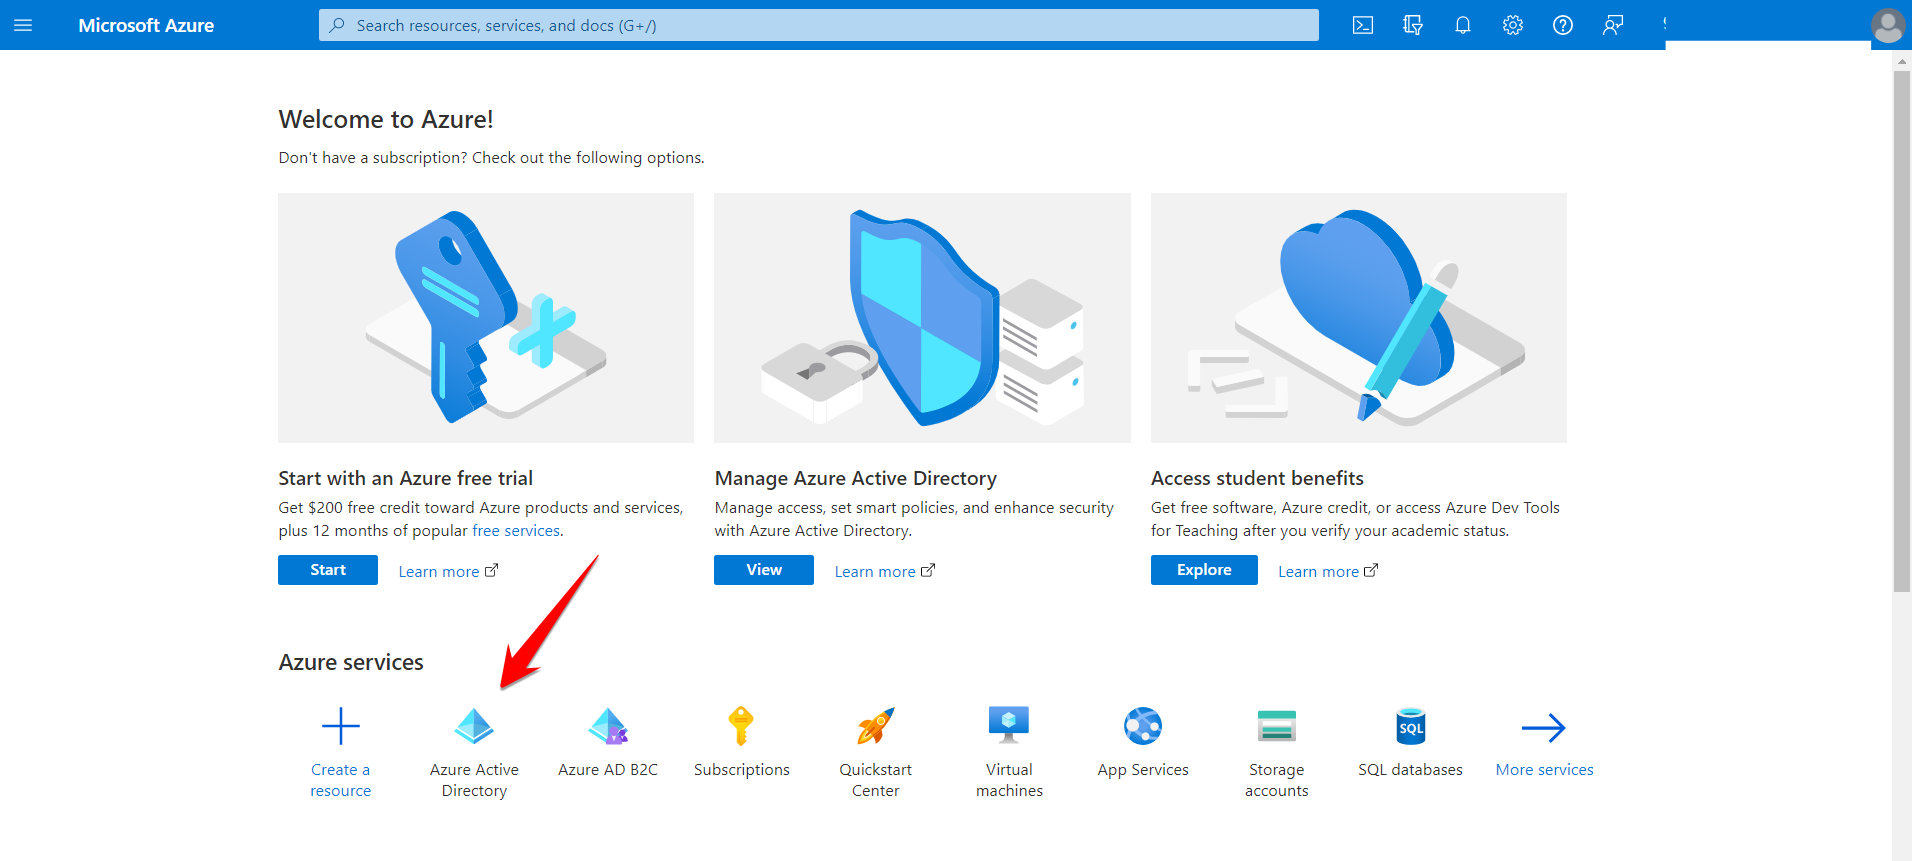 Microsoft Azure
Search resources, services, and docs (G+/)
Welcome to Azure!
Don't have a subscription? Check out the following options.
Start with an Azure free trial
Get $200 free credit toward Azure products and services,
plus 12 months of popular free services.
Start
Learn more
Manage Azure Active Directory
Manage access, set smart policies, and enhance security
with Azure Active Directory.
View
Learn more
Access student benefits
Get free software, Azure credit, or access Azure Dev Tools
for Teaching after you verify your academic status.
Explore
Learn more
Azure services
Create a
resource
Azure Active
Directory
Azure AD B2C
Subscriptions
Quickstart
Center
Virtual
machines
App Services
Storage
accounts
SQL
SQL databases
More services